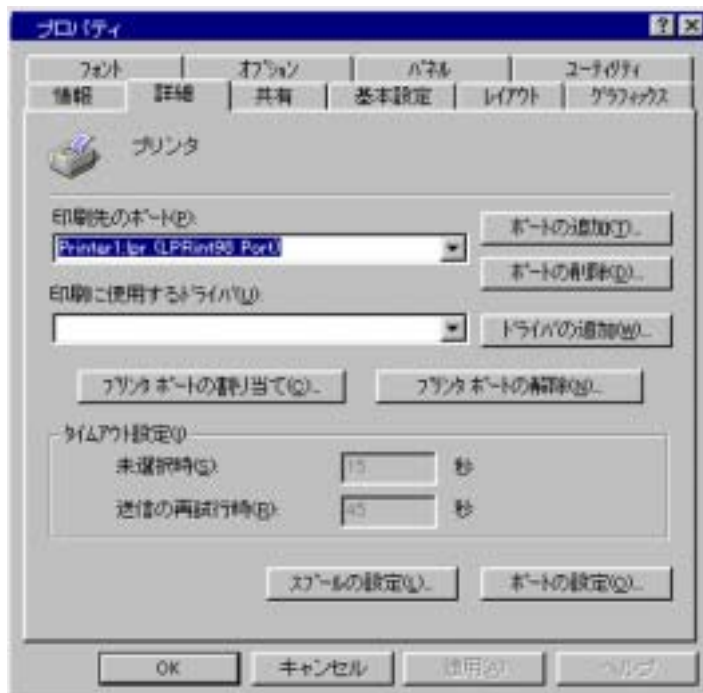 プロパティ
フォント オプション パネル ユーティリティ
情報 詳細 共有 基本設定 レイアウト グラフィックス
プリンタ
印刷先のポート(P):
Printer1.lpr (LPRint98 Port)
ポートの追加(T)...
ポートの削除(D)...
印刷に使用するドライバ(U):
ドライバの追加(W)...
プリンタ ポートの割り当て(C)... プリンタ ポートの解除(N)...
タイムアウト設定(I)
未選択時(S): 15 秒
送信の再試行時(R): 45 秒
スプールの設定(L)... ポートの設定(O)...
OK キャンセル 適用(A) ヘルプ